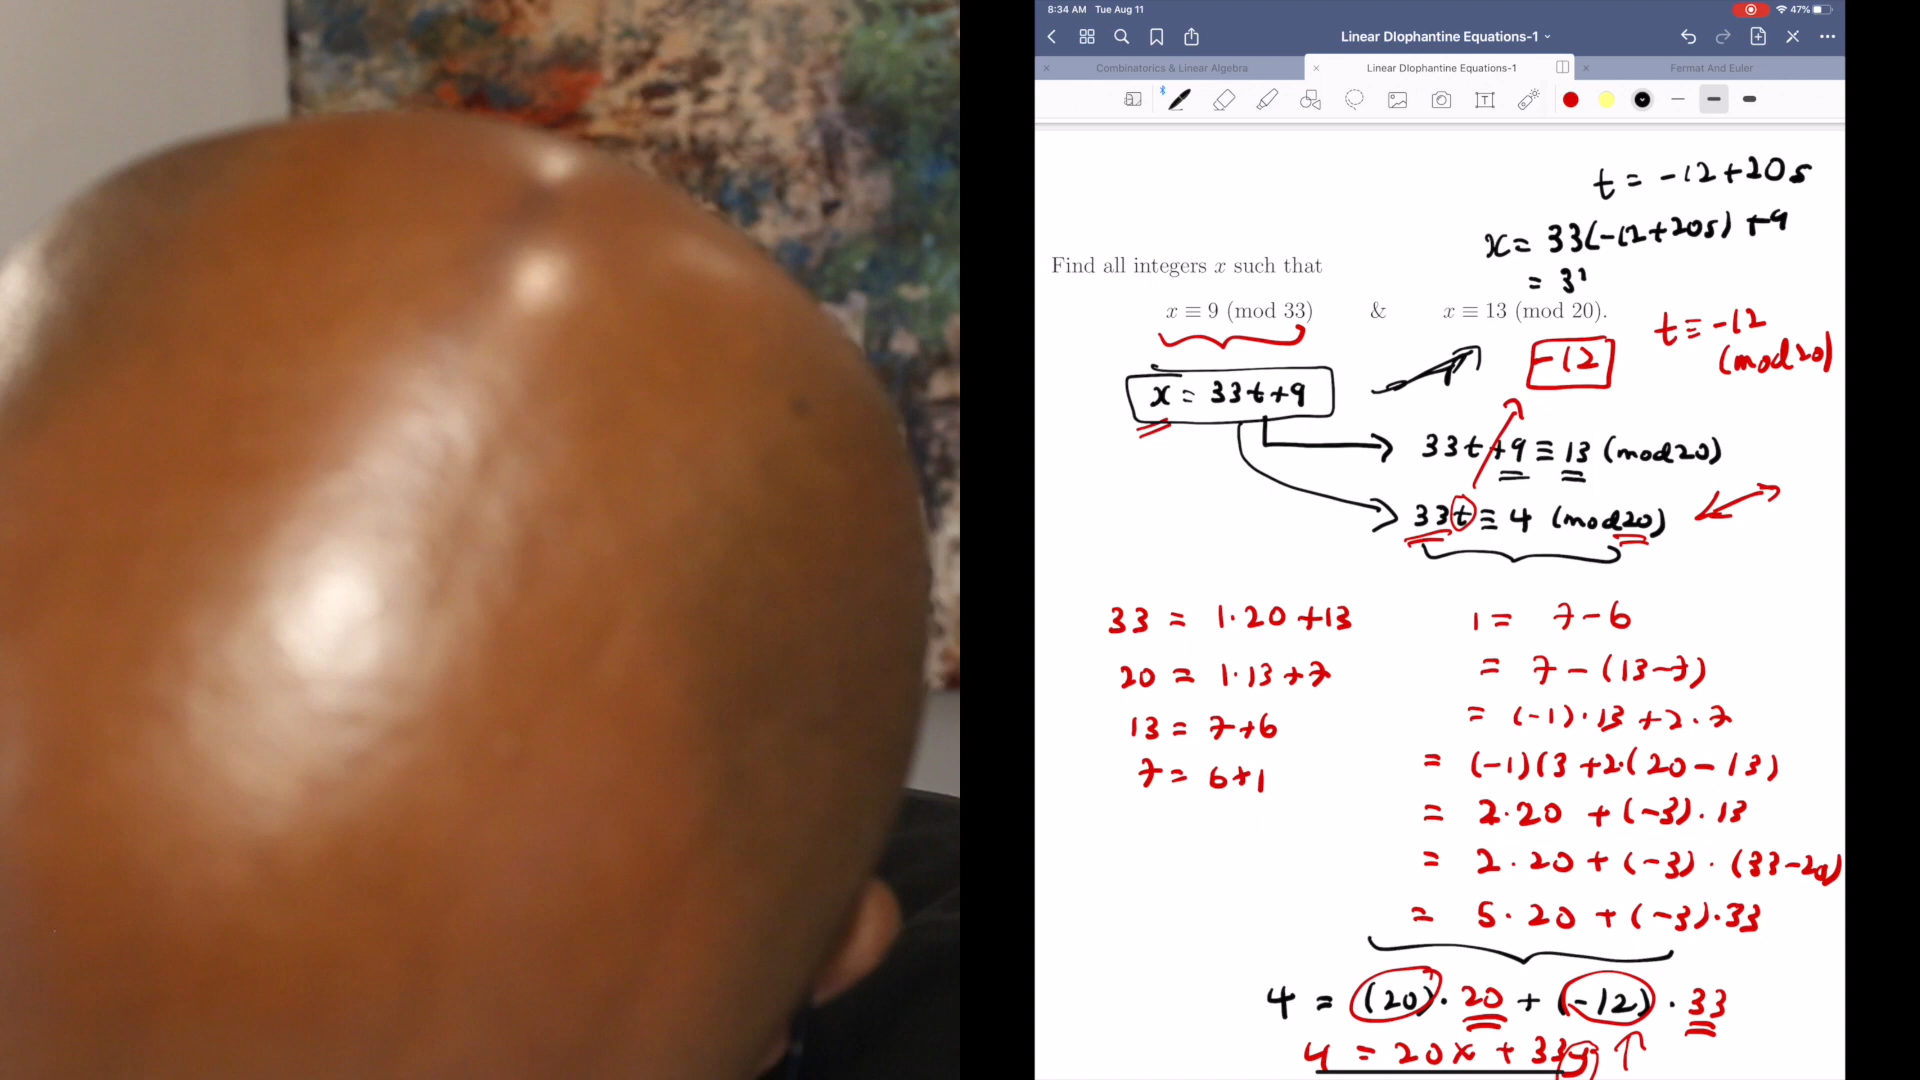 8:34 AM Tue Aug 11
47%
Linear DIophantine Equations-1
Combinatorics & Linear Algebra
Linear DIophantine Equations-1
Fermat And Euler
t = -12+20s
x = 33(-12+20s) +9
= 3
Find all integers x such that
x ≡ 9 (mod 33) & x ≡ 13 (mod 20).
t ≡ -12
(mod 20)
-12
x = 33t+9
33t+9 ≡ 13 (mod 20)
33t ≡ 4 (mod 20)
33 = 1·20+13
20 = 1·13+7
13 = 7+6
7 = 6+1
1 = 7-6
= 7-(13-7)
= (-1)·13+2·7
= (-1)13+2·(20-13)
= 2·20+(-3)·13
= 2·20+(-3)·(33-20)
= 5·20+(-3)·33
4 = (20)·20+(-12)·33
4 = 20x+33y